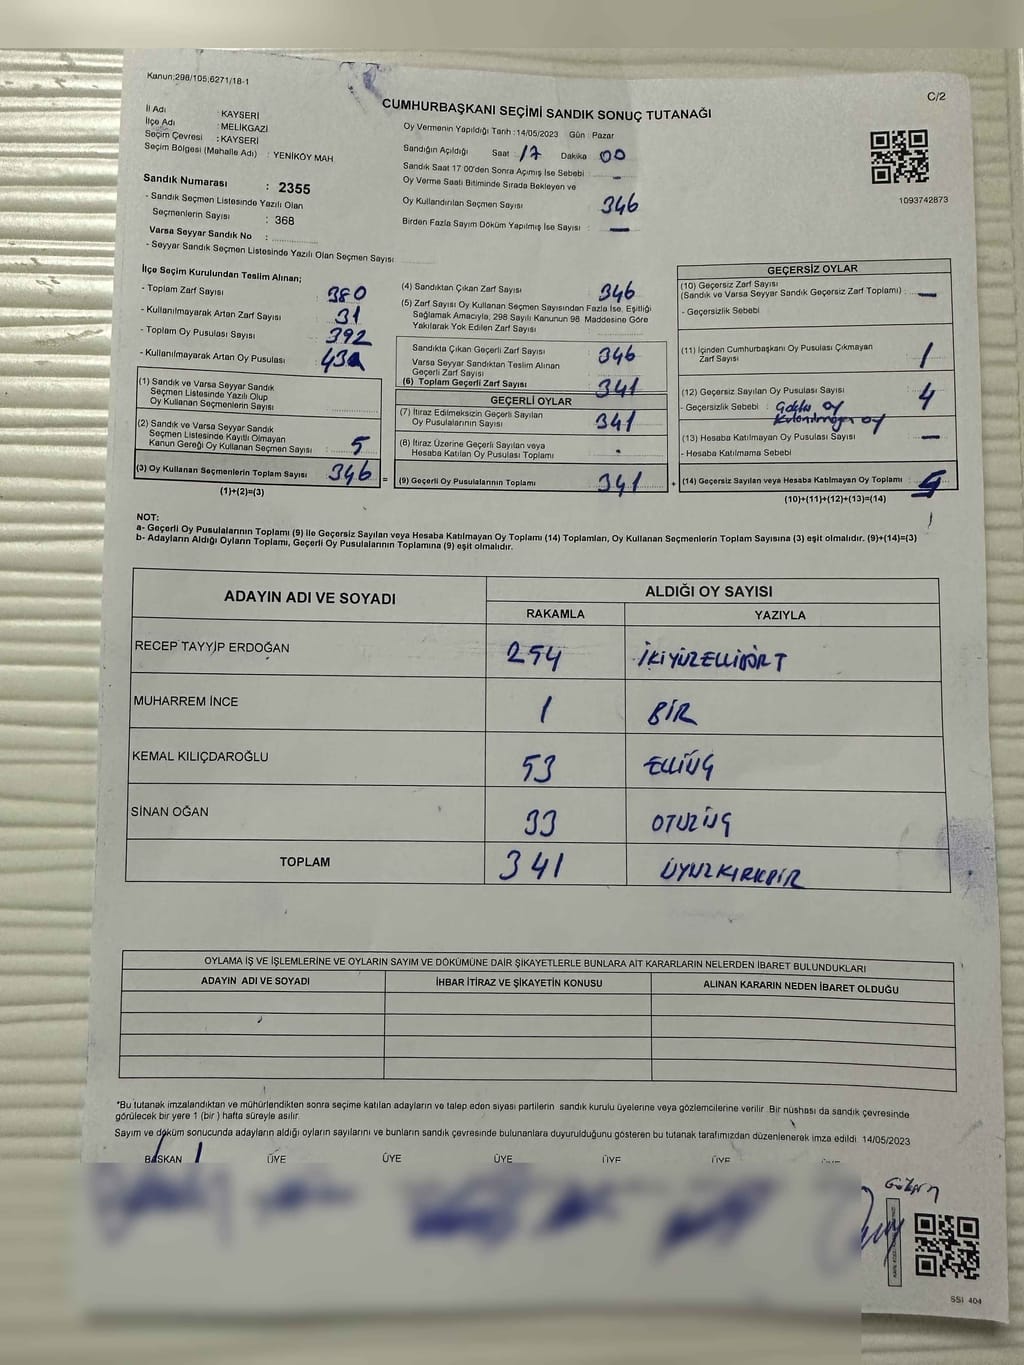 Kanun;298/105;6271/18-1
C/2
CUMHURBAŞKANI SEÇİMİ SANDIK SONUÇ TUTANAĞI
İl Adı : KAYSERİ
İlçe Adı : MELİKGAZİ
Seçim Çevresi : KAYSERİ
Seçim Bölgesi (Mahalle Adı) : YENİKÖY MAH
Sandık Numarası : 2355
- Sandık Seçmen Listesinde Yazılı Olan
Seçmenlerin Sayısı : 368
Varsa Seyyar Sandık No :
- Seyyar Sandık Seçmen Listesinde Yazılı Olan Seçmen Sayısı
Oy Vermenin Yapıldığı Tarih :14/05/2023 Gün : Pazar
Sandığın Açıldığı Saat : 17 Dakika 00
Sandık Saat 17:00'den Sonra Açımış İse Sebebi : -
Oy Verme Saati Bitiminde Sırada Bekleyen ve
Oy Kullandırılan Seçmen Sayısı 346
Birden Fazla Sayım Döküm Yapılmış İse Sayısı : —
1093742873
İlçe Seçim Kurulundan Teslim Alınan;
- Toplam Zarf Sayısı : 380
- Kullanılmayarak Artan Zarf Sayısı : 31
- Toplam Oy Pusulası Sayısı : 392
- Kullanılmayarak Artan Oy Pusulası
(1) Sandık ve Varsa Seyyar Sandık
Seçmen Listesinde Yazılı Olup
Oy Kullanan Seçmenlerin Sayısı
(2) Sandık ve Varsa Seyyar Sandık
Seçmen Listesinde Kayıtlı Olmayan
Kanun Gereği Oy Kullanan Seçmen Sayısı : 5
(3) Oy Kullanan Seçmenlerin Toplam Sayısı : 346 =
(1)+(2)=(3)
(4) Sandıktan Çıkan Zarf Sayısı : 346
(5) Zarf Sayısı Oy Kullanan Seçmen Sayısından Fazla İse, Eşitliği
Sağlamak Amacıyla, 298 Sayılı Kanunun 98. Maddesine Göre
Yakılarak Yok Edilen Zarf Sayısı :
Sandıkta Çıkan Geçerli Zarf Sayısı : 346
Varsa Seyyar Sandıktan Teslim Alınan
Geçerli Zarf Sayısı :
(6) Toplam Geçerli Zarf Sayısı : 341
GEÇERLİ OYLAR
(7) İtiraz Edilmeksizin Geçerli Sayılan
Oy Pusulasının Sayısı : 341
(8) İtiraz Üzerine Geçerli Sayılan veya
Hesaba Katılan Oy Pusulası Toplamı :
(9) Geçerli Oy Pusulalarının Toplamı : 341 +
GEÇERSİZ OYLAR
(10) Geçersiz Zarf Sayısı
(Sandık ve Varsa Seyyar Sandık Geçersiz Zarf Toplamı) : —
- Geçersizlik Sebebi :
(11) İçinden Cumhurbaşkanı Oy Pusulası Çıkmayan
Zarf Sayısı : 1
(12) Geçersiz Sayılan Oy Pusulası Sayısı : 4
- Geçersizlik Sebebi : oy
oy
(13) Hesaba Katılmayan Oy Pusulası Sayısı : —
- Hesaba Katılmama Sebebi :
(14) Geçersiz Sayılan veya Hesaba Katılmayan Oy Toplamı : 5
(10)+(11)+(12)+(13)=(14)
NOT:
a- Geçerli Oy Pusulalarının Toplamı (9) ile Geçersiz Sayılan veya Hesaba Katılmayan Oy Toplamı (14) Toplamları, Oy Kullanan Seçmenlerin Toplam Sayısına (3) eşit olmalıdır. (9)+(14)=(3)
b- Adayların Aldığı Oyların Toplamı, Geçerli Oy Pusulalarının Toplamına (9) eşit olmalıdır.
ADAYIN ADI VE SOYADI ALDIĞI OY SAYISI
RAKAMLA YAZIYLA
RECEP TAYYİP ERDOĞAN 254 İKİYÜZELLİDÖRT
MUHARREM İNCE 1 BİR
KEMAL KILIÇDAROĞLU 53 ELLİÜÇ
SİNAN OĞAN 33 OTUZÜÇ
TOPLAM 341 ÜÇYÜZKIRKBİR
OYLAMA İŞ VE İŞLEMLERİNE VE OYLARIN SAYIM VE DÖKÜMÜNE DAİR ŞİKAYETLERLE BUNLARA AİT KARARLARIN NELERDEN İBARET BULUNDUKLARI
ADAYIN ADI VE SOYADI İHBAR İTİRAZ VE ŞİKAYETİN KONUSU ALINAN KARARIN NEDEN İBARET OLDUĞU
*Bu tutanak imzalandıktan ve mühürlendikten sonra seçime katılan adayların ve talep eden siyasi partilerin sandık kurulu üyelerine veya gözlemcilerine verilir. Bir nüshası da sandık çevresinde
görülecek bir yere 1 (bir ) hafta süreyle asılır.
Sayım ve döküm sonucunda adayların aldığı oyların sayılarını ve bunların sandık çevresinde bulunanlara duyurulduğunu gösteren bu tutanak tarafımızdan düzenlenerek imza edildi. 14/05/2023
BAŞKAN ÜYE ÜYE ÜYE ÜYE ÜYE
SSI 404